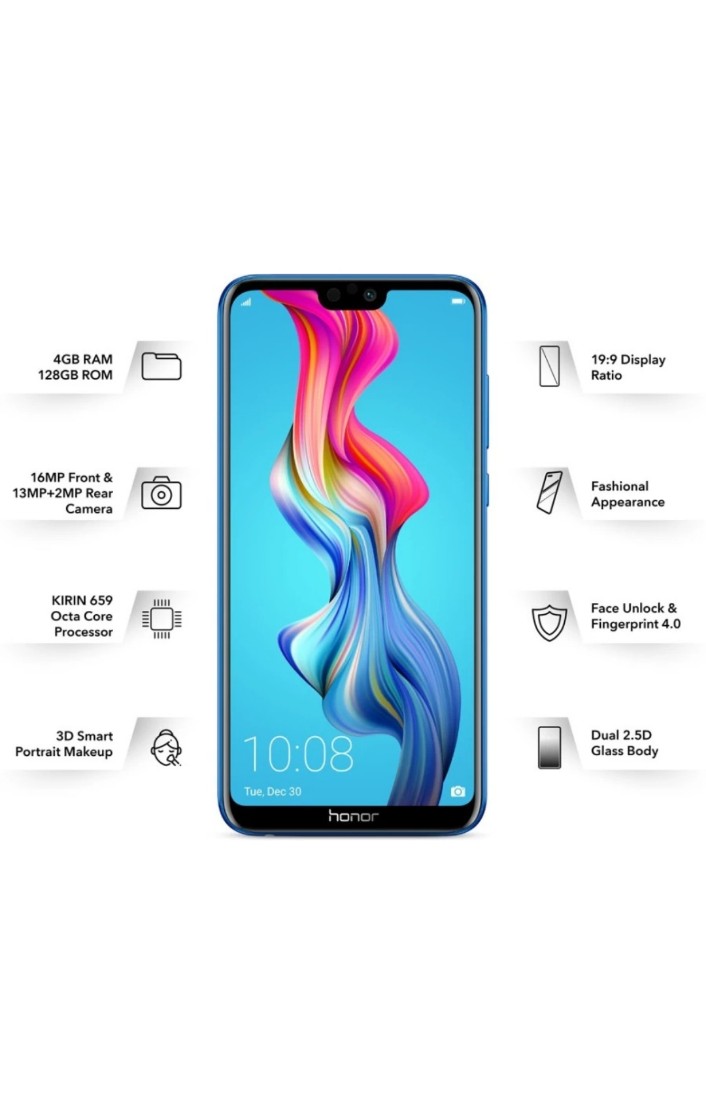 4GB RAM
128GB ROM
16MP Front &
13MP+2MP Rear
Camera
KIRIN 659
Octa Core
Processor
3D Smart
Portrait Makeup
10:08
Tue, Dec 30
honor
19:9 Display
Ratio
Fashional
Appearance
Face Unlock &
Fingerprint 4.0
Dual 2.5D
Glass Body